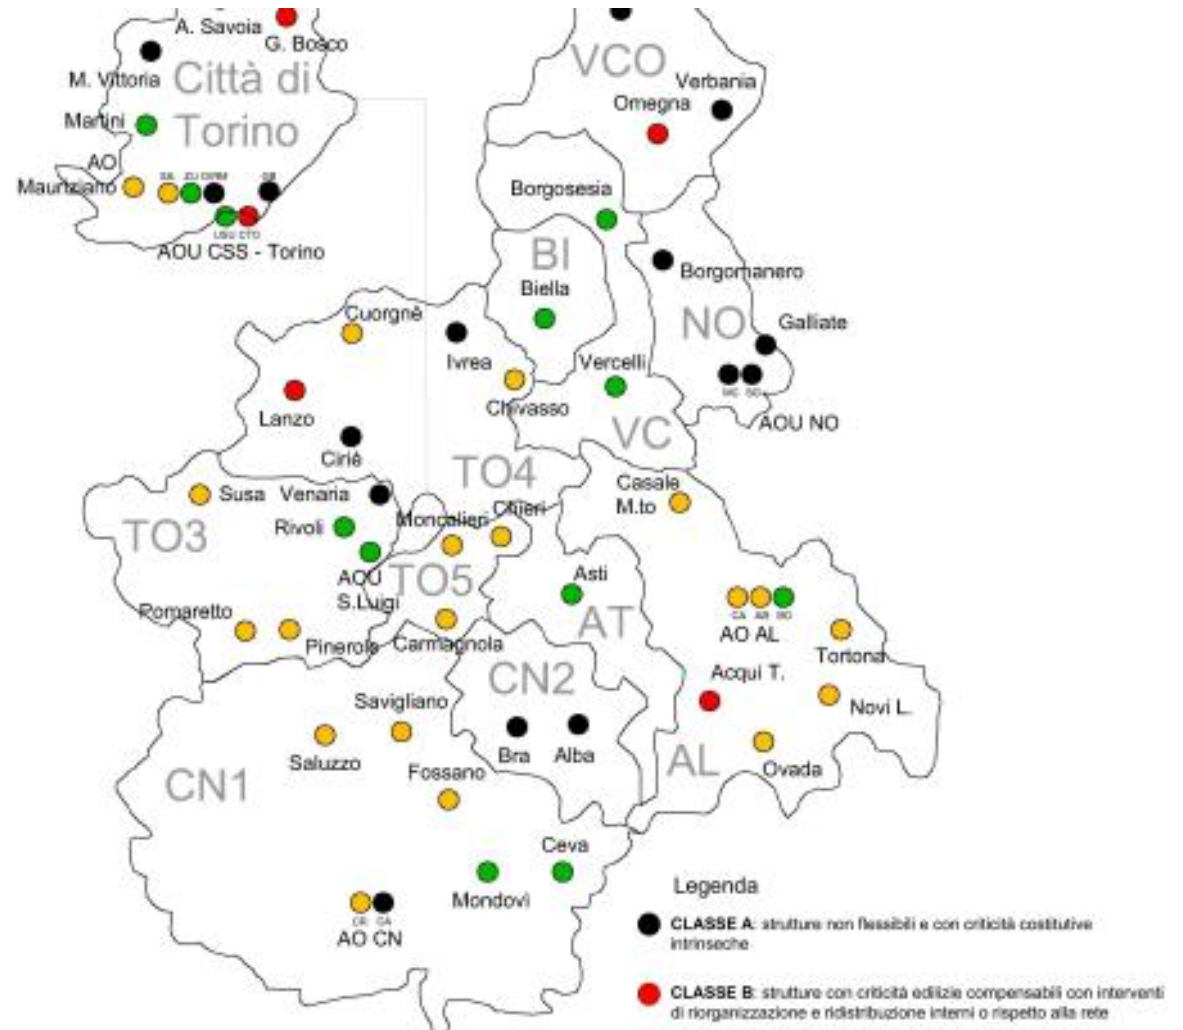 A. Savoia
G. Bosco
M. Vittoria
Città di
Torino
Martini
AO
Mauriziano
AOU CSS - Torino
VCO
Verbania
Omegna
Borgosesia
BI
Biella
Borgomanero
NO
Galliate
AOU NO
Cuorgnè
Ivrea
Vercelli
Chivasso
VC
Lanzo
Ciriè
TO4
Susa
Venaria
Casale
M.to
Chieri
Moncalieri
TO3
Rivoli
AOU
S.Luigi
TO5
Asti
AT
Pomaretto
Pinerolo
Carmagnola
AO AL
Tortona
Acqui T.
Novi L.
Ovada
AL
CN2
Bra
Alba
Savigliano
Saluzzo
Fossano
CN1
Ceva
Mondovì
AO CN
Legenda
CLASSE A: strutture non flessibili e con criticità costitutive
intrinseche
CLASSE B: strutture con criticità edilizie compensabili con interventi
di riorganizzazione e ridistribuzione interni o rispetto alla rete